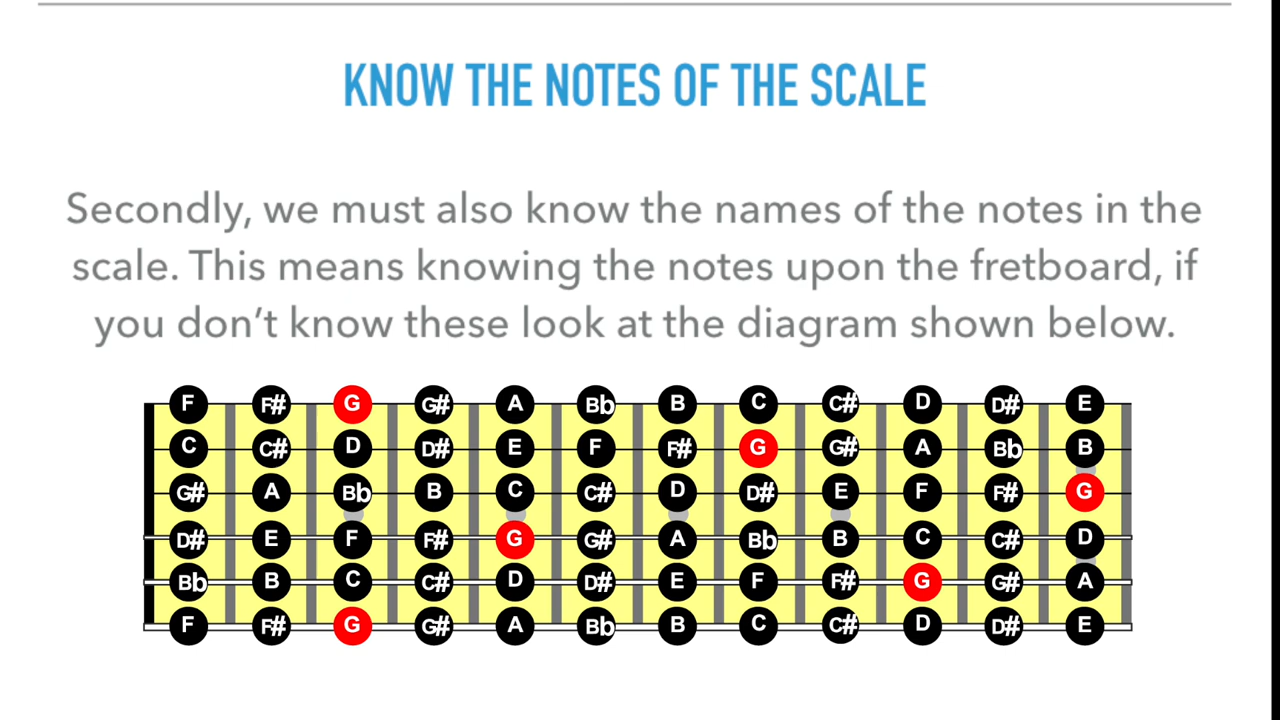 KNOW THE NOTES OF THE SCALE
Secondly, we must also know the names of the notes in the
scale. This means knowing the notes upon the fretboard, if
you don't know these look at the diagram shown below.
F F# G G# A Bb B C C# D D# E
C C# D D# E F F# G G# A Bb B
G# A Bb B C C# D D# E F F# G
D# E F F# G G# A Bb B C C# D
Bb B C C# D D# E F F# G G# A
F F# G G# A Bb B C C# D D# E